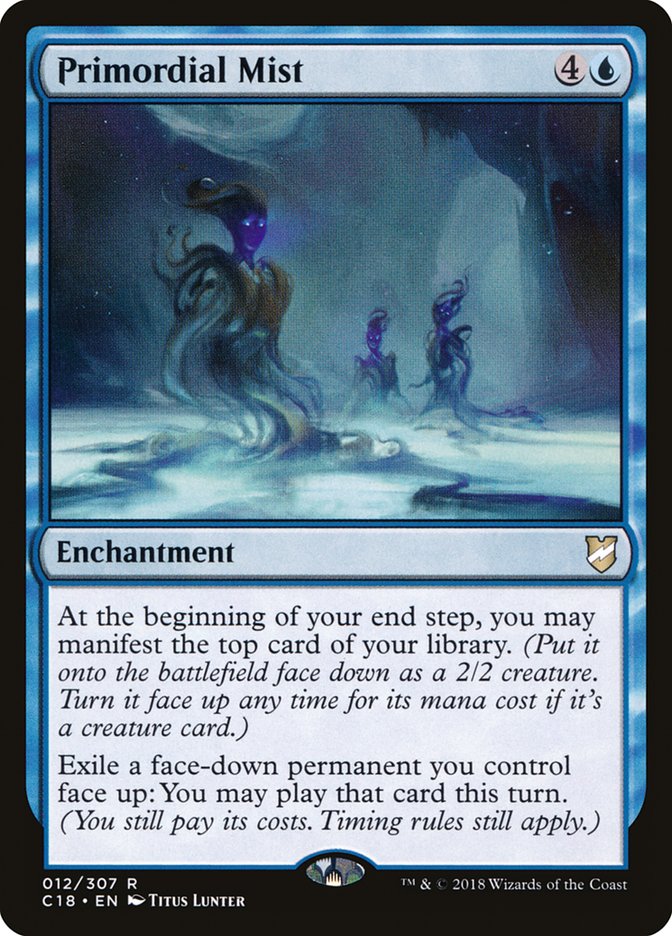 Primordial Mist 4
Enchantment
At the beginning of your end step, you may
manifest the top card of your library. (Put it
onto the battlefield face down as a 2/2 creature.
Turn it face up any time for its mana cost if it's
a creature card.)
Exile a face-down permanent you control
face up: You may play that card this turn.
(You still pay its costs. Timing rules still apply.)
012/307 R
™ & © 2018 Wizards of the Coast
C18 • EN Titus Lunter